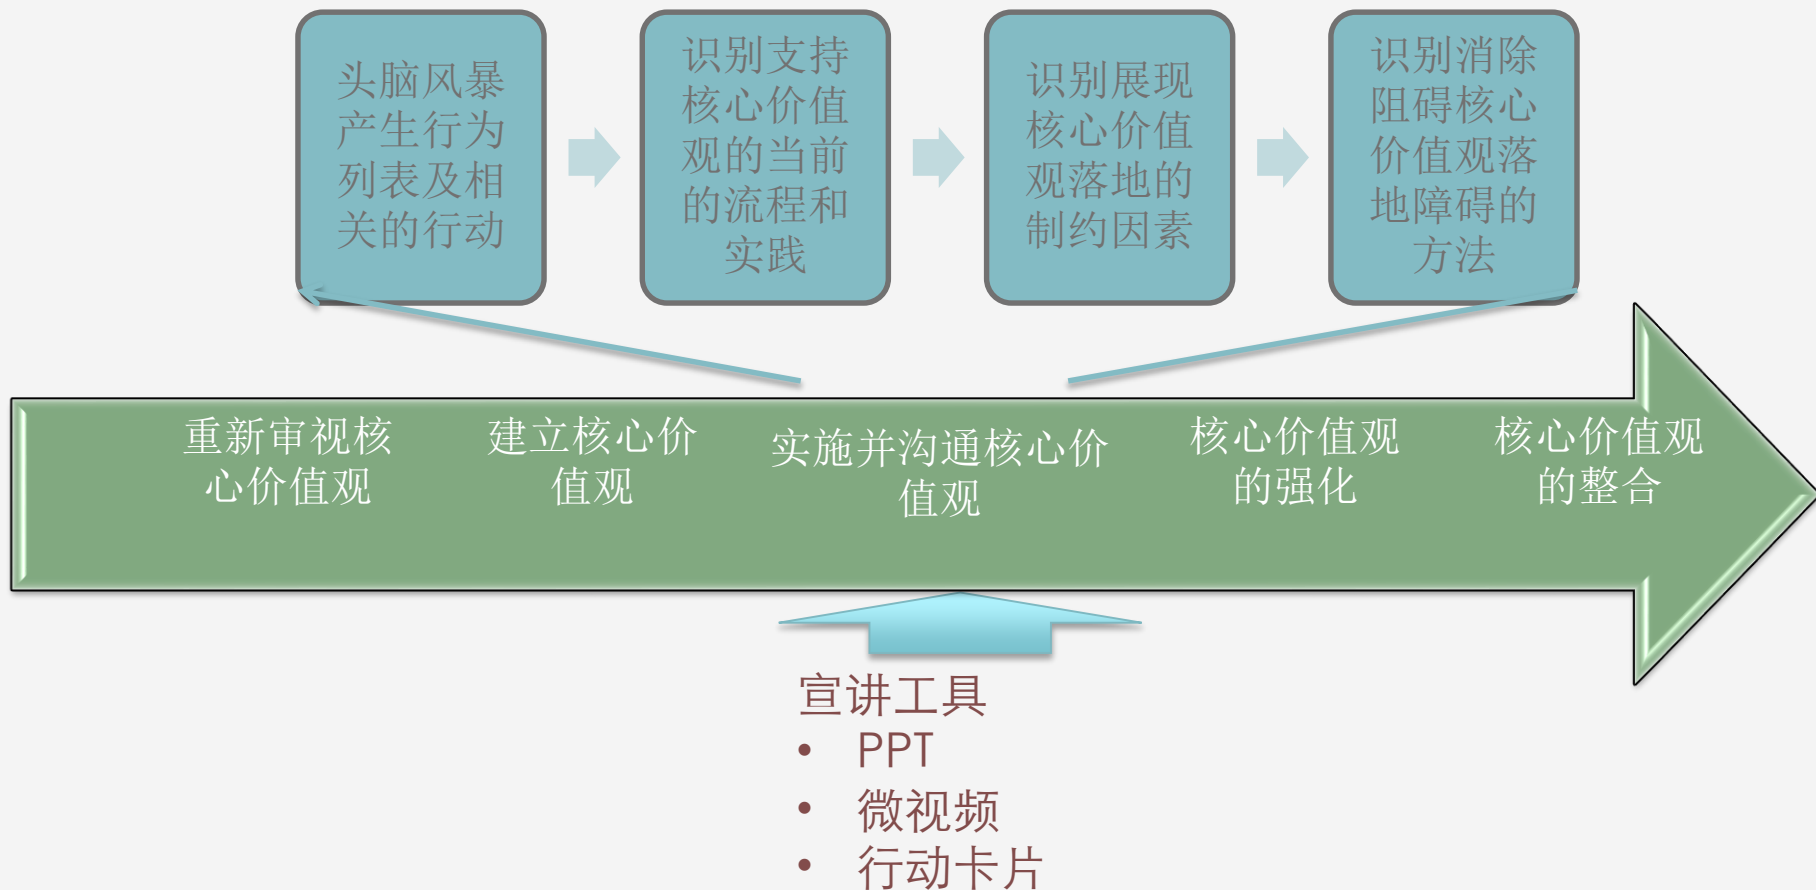 头脑风暴
产生行为
列表及相
关的行动
识别支持
核心价值
观的当前
的流程和
实践
识别展现
核心价值
观落地的
制约因素
识别消除
阻碍核心
价值观落
地障碍的
方法
重新审视核
心价值观
建立核心价
值观
实施并沟通核心价
值观
核心价值观
的强化
核心价值观
的整合
宣讲工具
• PPT
• 微视频
• 行动卡片